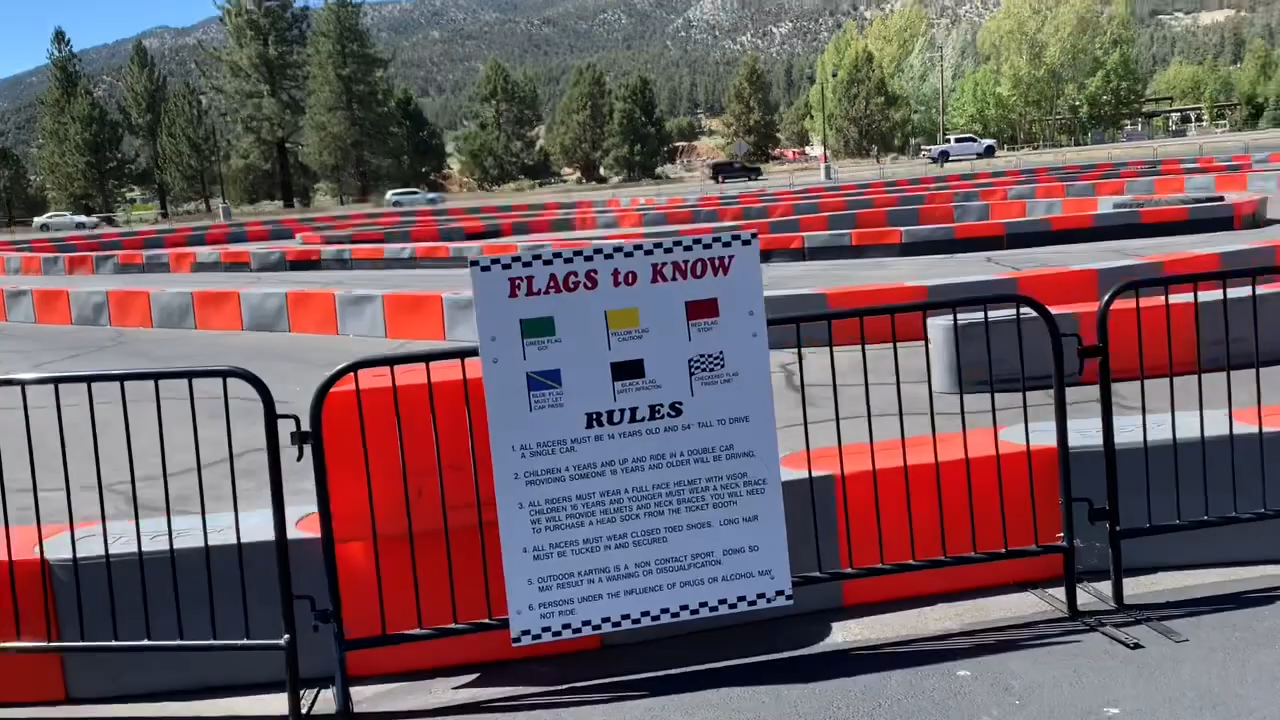 FLAGS to KNOW
GREEN FLAG
GO!
YELLOW FLAG
CAUTION!
RED FLAG
STOP!
BLUE FLAG
MUST LET
CAR PASS!
BLACK FLAG
SAFETY INFRACTION
CHECKERED FLAG
FINISH LINE!
RULES
1. ALL RACERS MUST BE 14 YEARS OLD AND 54" TALL TO DRIVE
A SINGLE CAR.
2. CHILDREN 4 YEARS AND UP AND RIDE IN A DOUBLE CAR
PROVIDING SOMEONE 18 YEARS AND OLDER WILL BE DRIVING.
3. ALL RIDERS MUST WEAR A FULL FACE HELMET WITH VISOR
CHILDREN 16 YEARS AND YOUNGER MUST WEAR A NECK BRACE.
WE WILL PROVIDE HELMETS AND NECK BRACES. YOU WILL NEED
TO PURCHASE A HEAD SOCK FROM THE TICKET BOOTH
4. ALL RACERS MUST WEAR CLOSED TOED SHOES. LONG HAIR
MUST BE TUCKED IN AND SECURED.
5. OUTDOOR KARTING IS A NON CONTACT SPORT. DOING SO
MAY RESULT IN A WARNING OR DISQUALIFICATION.
6. PERSONS UNDER THE INFLUENCE OF DRUGS OR ALCOHOL MAY
NOT RIDE.